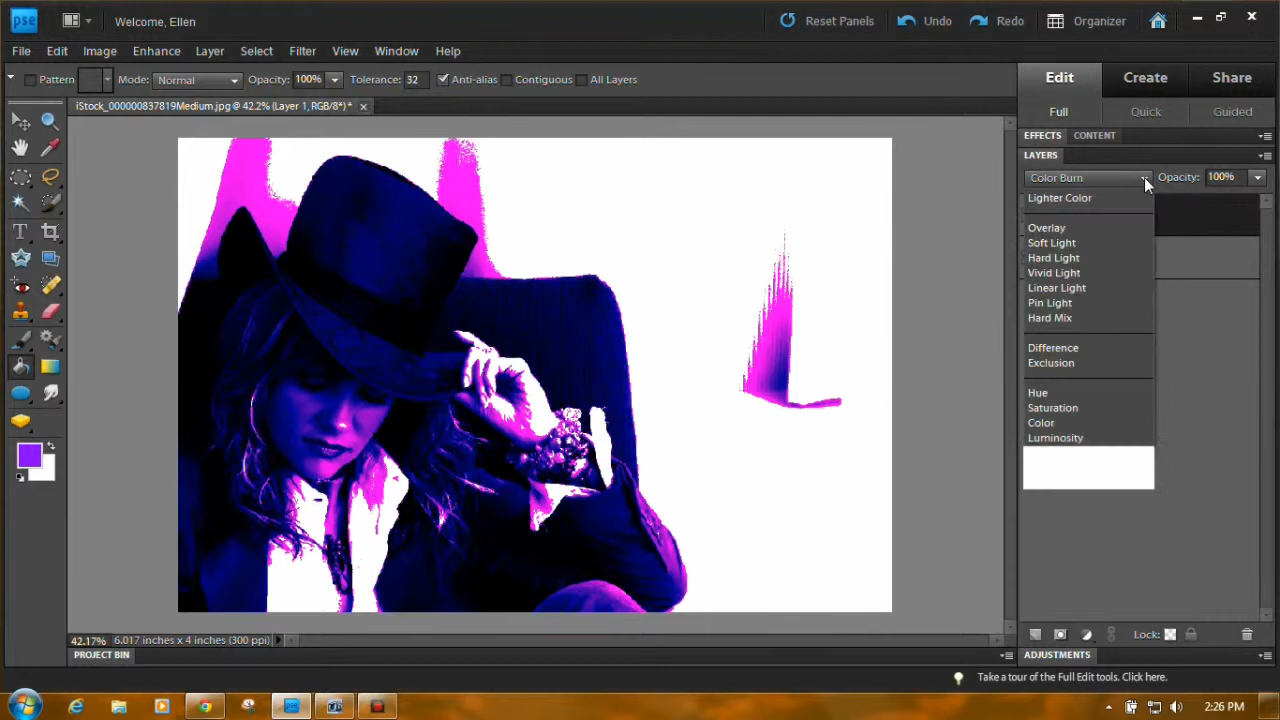 pse
Welcome, Ellen
Reset Panels Undo Redo Organizer
File Edit Image Enhance Layer Select Filter View Window Help
Pattern Mode: Normal Opacity: 100% Tolerance: 32 Anti-alias Contiguous All Layers
Edit Create Share
iStock_000000837819Medium.jpg @ 42.2% (Layer 1, RGB/8*) *
Full Quick Guided
EFFECTS CONTENT
LAYERS
Color Burn Opacity: 100%
Lighter Color
Overlay
Soft Light
Hard Light
Vivid Light
Linear Light
Pin Light
Hard Mix
Difference
Exclusion
Hue
Saturation
Color
Luminosity
Lock:
42.17% 6.017 inches x 4 inches (300 ppi)
PROJECT BIN
ADJUSTMENTS
Take a tour of the Full Edit tools. Click here.
2:26 PM